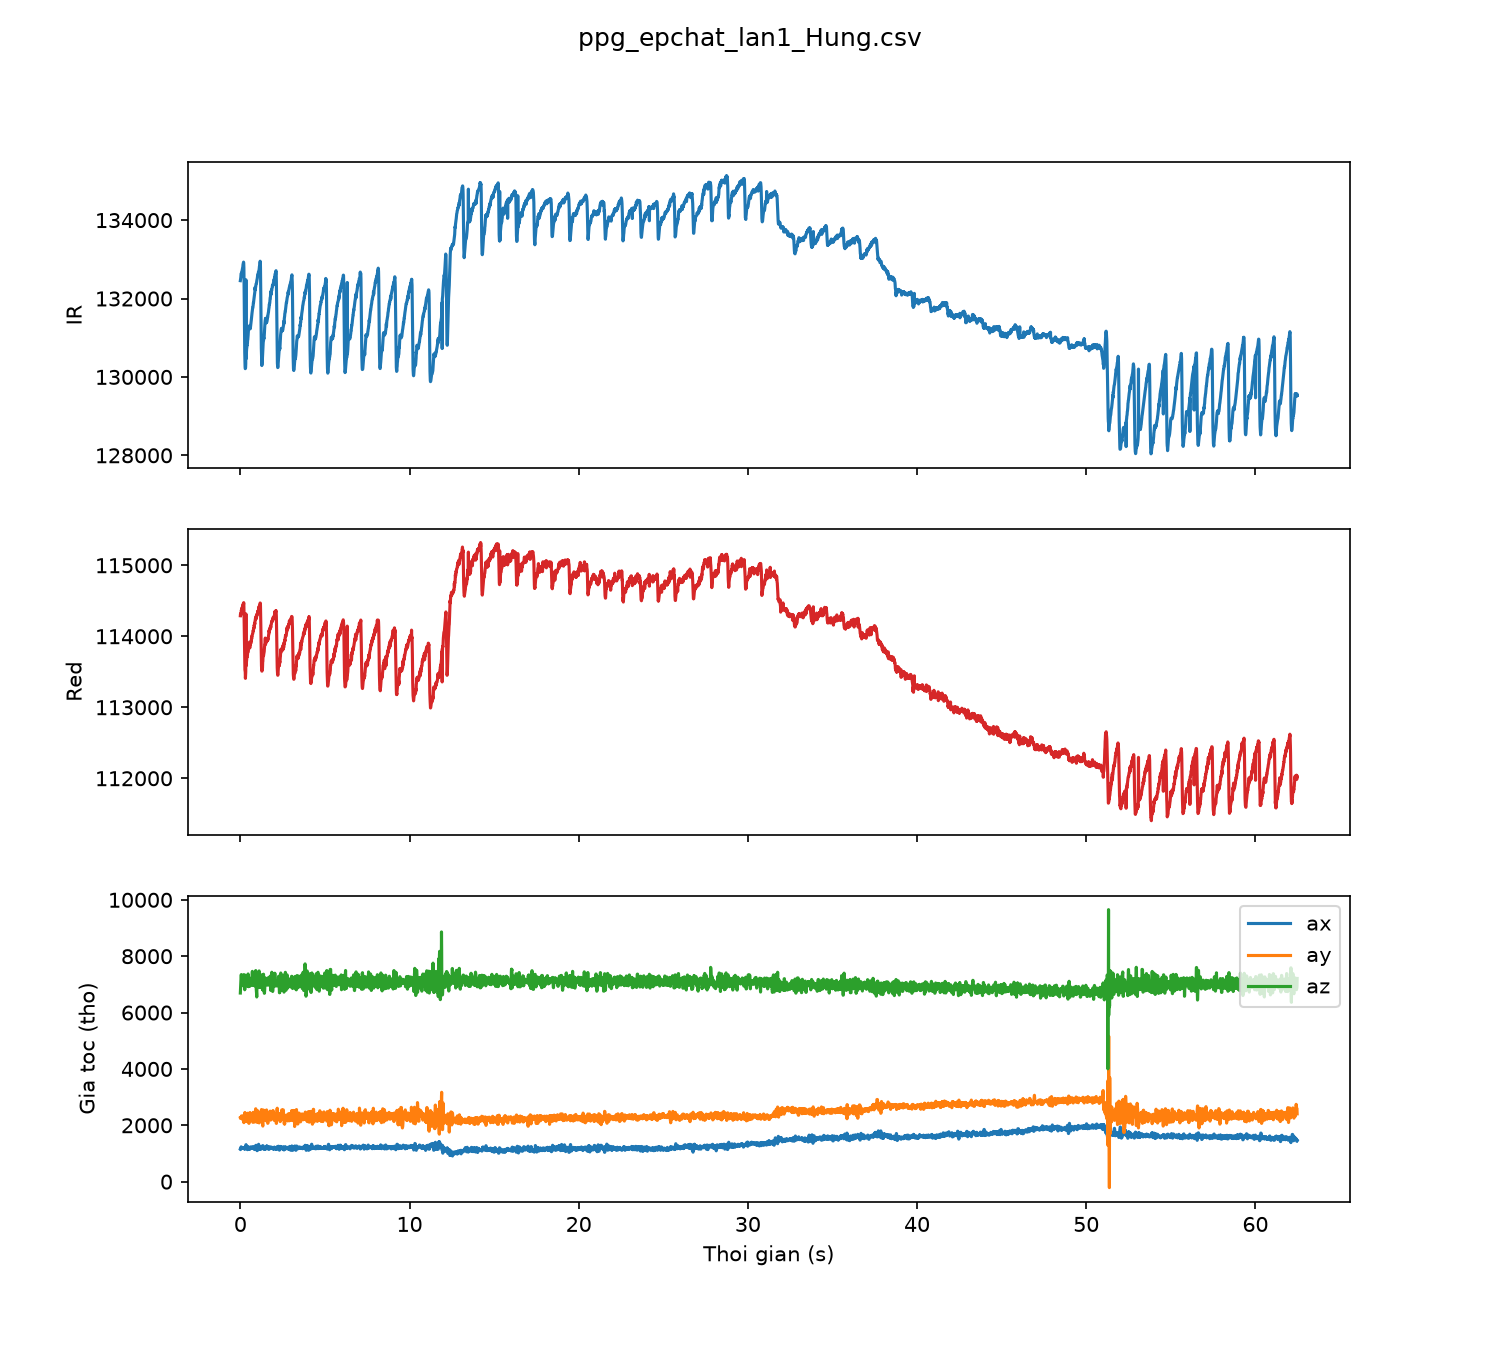 ppg_epchat_lan1_Hung.csv
134000
132000
130000
128000
IR
115000
114000
113000
112000
Red
10000
8000
6000
4000
2000
0
Gia toc (tho)
ax
ay
az
0 10 20 30 40 50 60
Thoi gian (s)